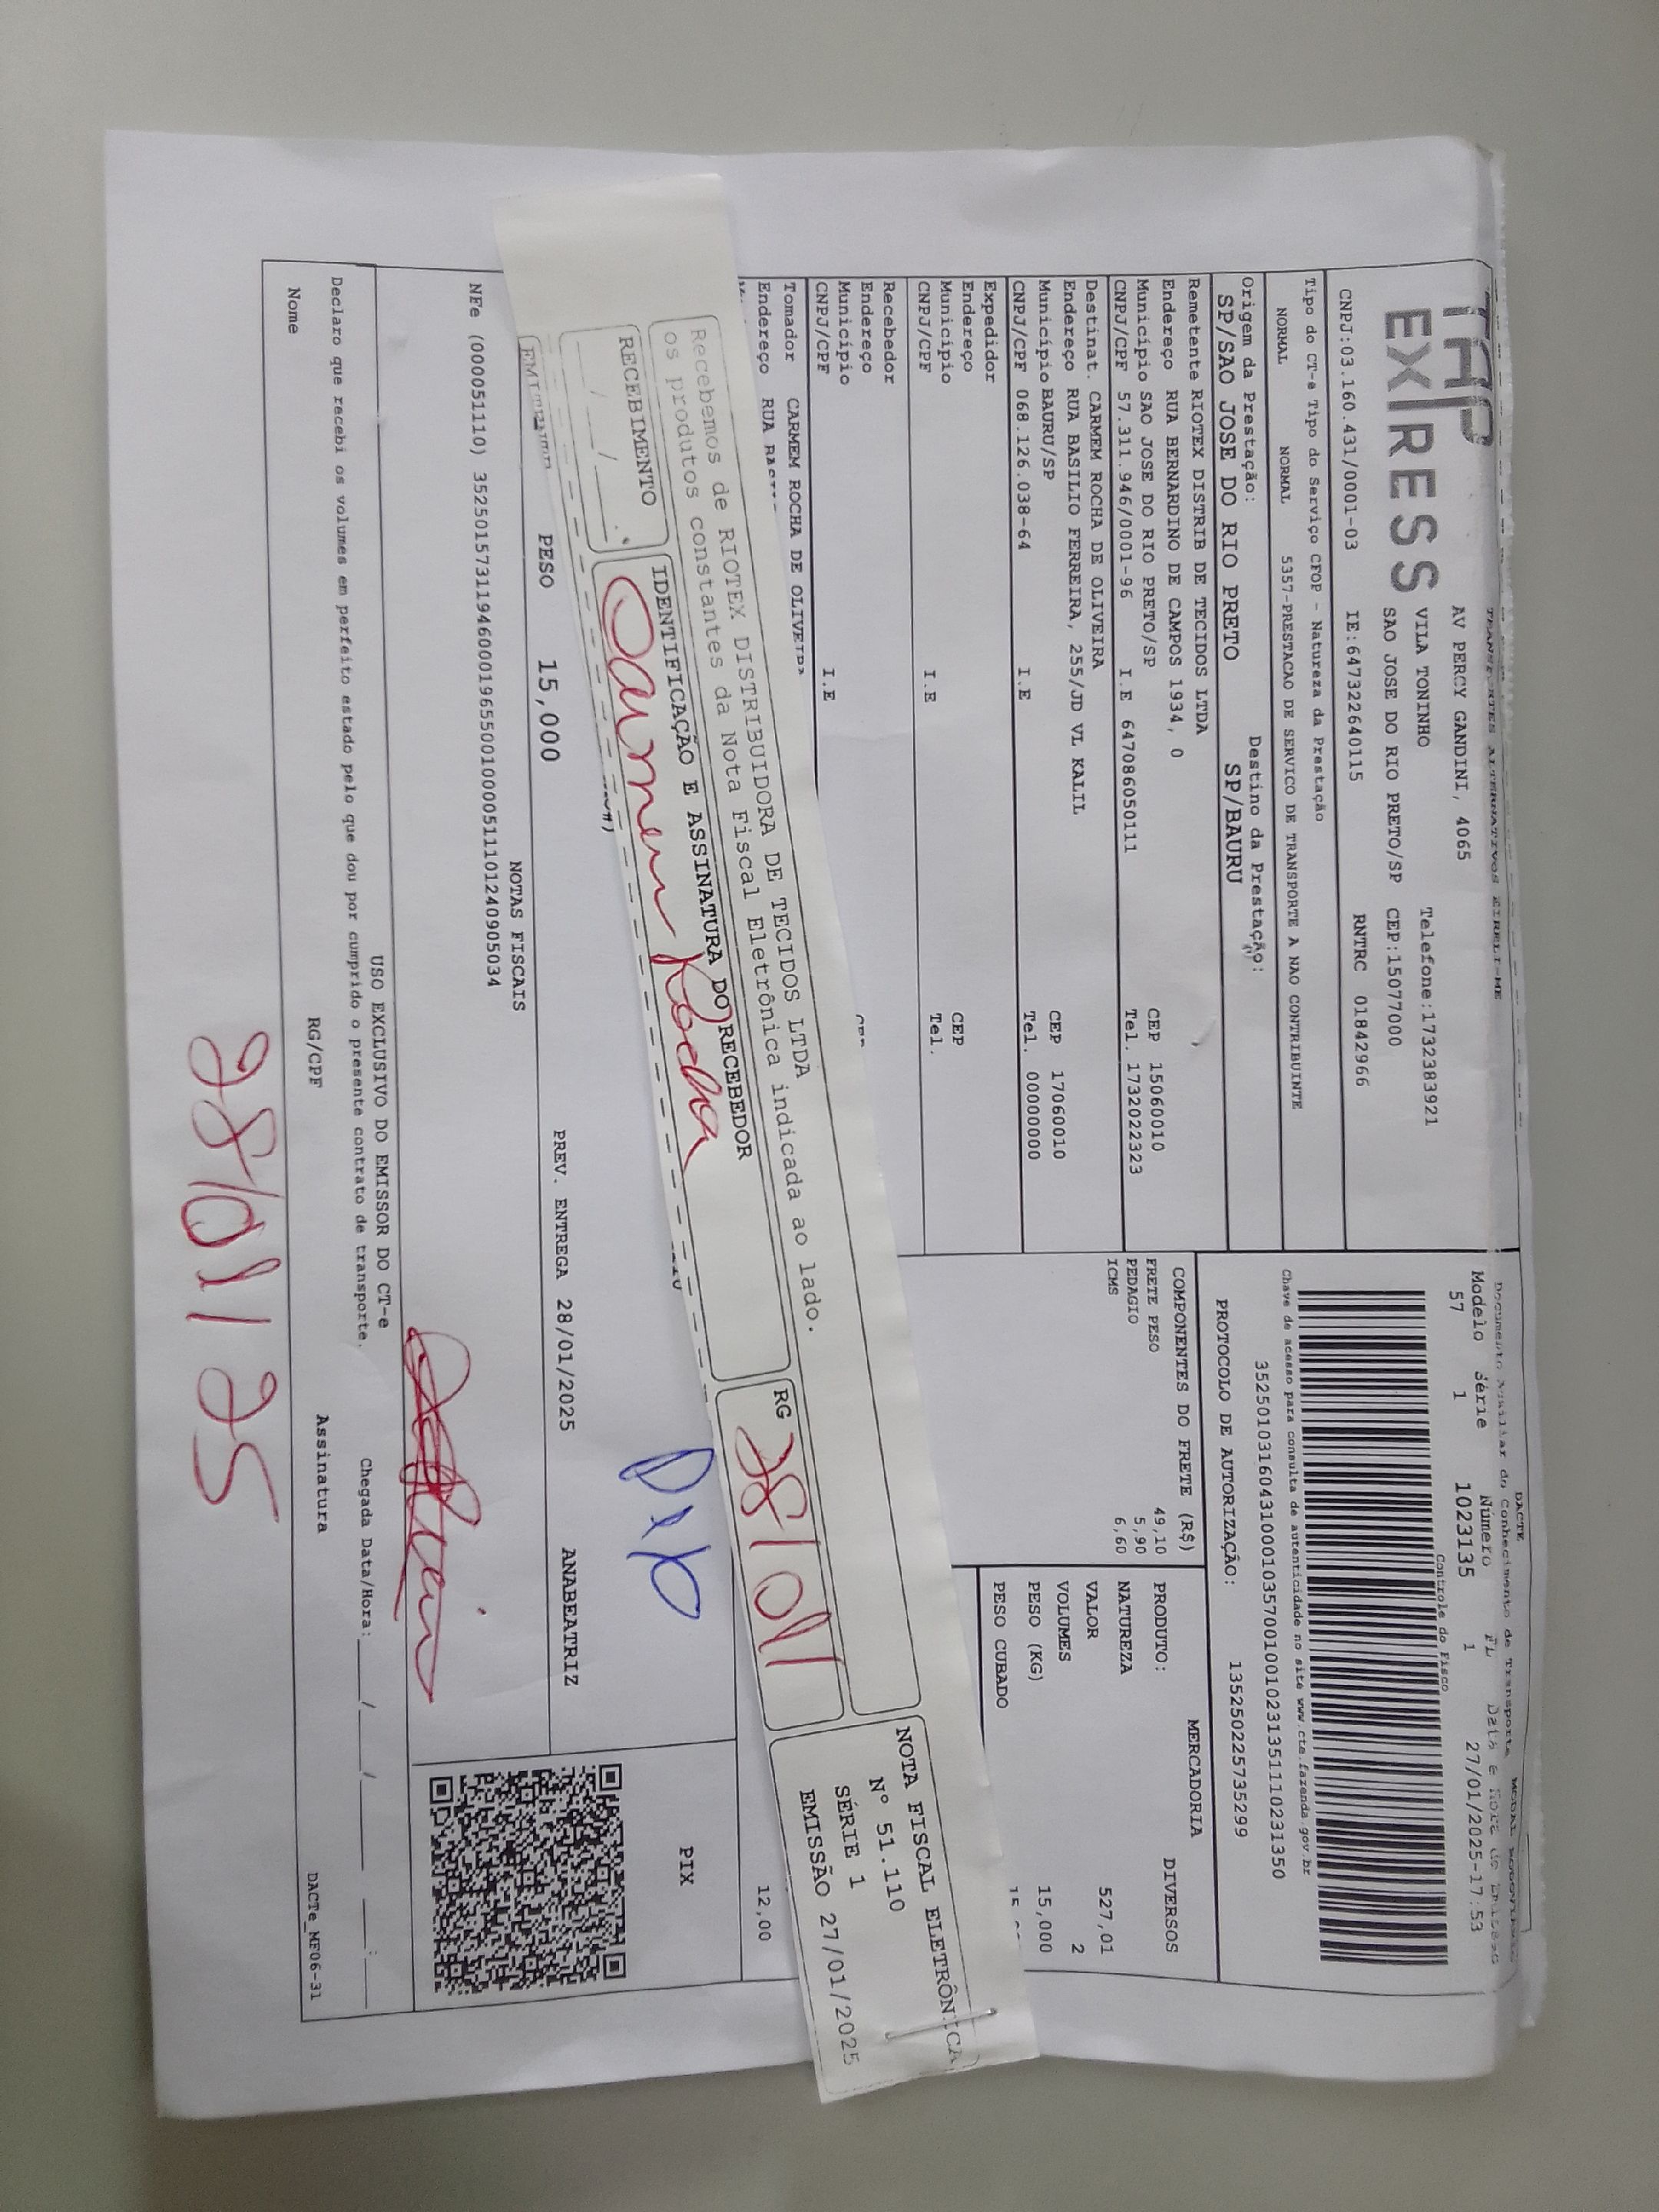 TRANSPORTES ALTERNATIVOS EIRELI-ME
TAP
EXPRESS
AV PERCY GANDINI, 4065
VILA TONINHO
Telefone:1732383921
SAO JOSE DO RIO PRETO/SP CEP:15077000
CNPJ:03.160.431/0001-03
IE:647322640115
RNTRC 01842966
DACTE
Documento Auxiliar do Conhecimento de Transporte
MODAL
Modelo Série Número FL Data e Hora de Emissão
57 1 1023135 1 27/01/2025-17:53
Controle do Fisco
Chave de acesso para consulta de autenticidade no site www.cte.fazenda.gov.br
35250103160431000103570010010231351110231350
PROTOCOLO DE AUTORIZAÇÃO: 135250225735299
Tipo do CT-e Tipo do Serviço CFOP - Natureza da Prestação
NORMAL NORMAL 5357-PRESTACAO DE SERVICO DE TRANSPORTE A NAO CONTRIBUINTE
Origem da Prestação: Destino da Prestação:
SP/SAO JOSE DO RIO PRETO SP/BAURU
Remetente RIOTEX DISTRIB DE TECIDOS LTDA
Endereço RUA BERNARDINO DE CAMPOS 1934, 0
Município SAO JOSE DO RIO PRETO/SP CEP 15060010
CNPJ/CPF 57.311.946/0001-96 I.E 647086050111 Tel. 1732022323
Destinat. CARMEM ROCHA DE OLIVEIRA
Endereço RUA BASILIO FERREIRA, 255/JD VL KALIL
Município BAURU/SP CEP 17060010
CNPJ/CPF 068.126.038-64 I.E Tel. 00000000
Expedidor
Endereço
Município CEP
CNPJ/CPF I.E Tel.
Recebedor
Endereço
Município
CNPJ/CPF I.E
Tomador CARMEM ROCHA DE OLIVEIRA
Endereço RUA
COMPONENTES DO FRETE (R$)
FRETE PESO 49,10
PEDAGIO 5,90
ICMS 6,60
MERCADORIA
PRODUTO: DIVERSOS
NATUREZA
VALOR 527,01
VOLUMES 2
PESO (KG) 15,000
PESO CUBADO
12,00
Recebemos de RIOTEX DISTRIBUIDORA DE TECIDOS LTDA
os produtos constantes da Nota Fiscal Eletrônica indicada ao lado.
RECEBIMENTO
IDENTIFICAÇÃO E ASSINATURA DO RECEBEDOR
Carmem Rocha
RG
28/01
NOTA FISCAL ELETRÔNICA
Nº 51.110
SÉRIE 1
EMISSÃO 27/01/2025
PIX
PESO 15,000
PREV. ENTREGA 28/01/2025
ANABEATRIZ
NOTAS FISCAIS
NFe (000051110) 35250157311946000196550010000511101240905034
USO EXCLUSIVO DO EMISSOR DO CT-e
Declaro que recebi os volumes em perfeito estado pelo que dou por cumprido o presente contrato de transporte.
Chegada Data/Hora: ___/___/___ ___:___
Nome RG/CPF Assinatura
DACTe_MF06-31
28/01/25